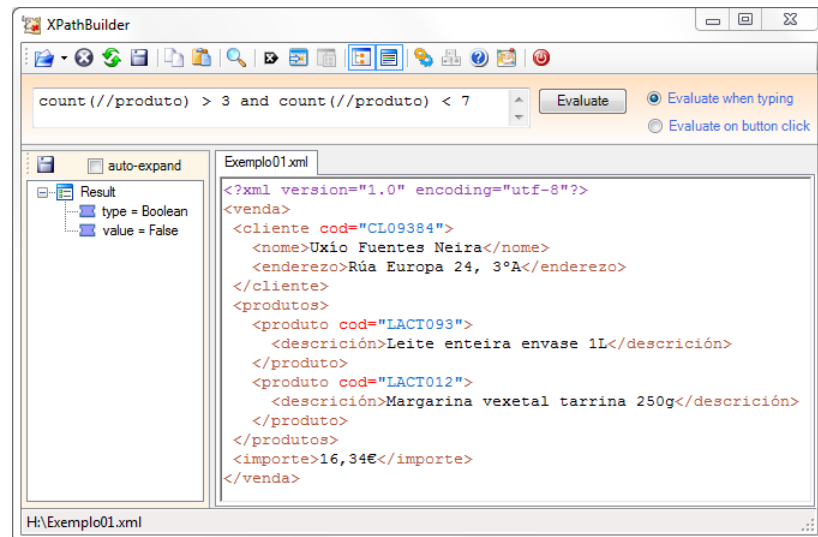 XPathBuilder
count(//produto) > 3 and count(//produto) < 7
Evaluate
Evaluate when typing
Evaluate on button click
auto-expand
Result
type = Boolean
value = False
Exemplo01.xml
<?xml version="1.0" encoding="utf-8"?>
<venda>
<cliente cod="CL09384">
<nome>Uxío Fuentes Neira</nome>
<enderezo>Rúa Europa 24, 3ºA</enderezo>
</cliente>
<produtos>
<produto cod="LACT093">
<descrición>Leite enteira envase 1L</descrición>
</produto>
<produto cod="LACT012">
<descrición>Margarina vexetal tarrina 250g</descrición>
</produto>
</produtos>
<importe>16,34€</importe>
</venda>
H:\Exemplo01.xml